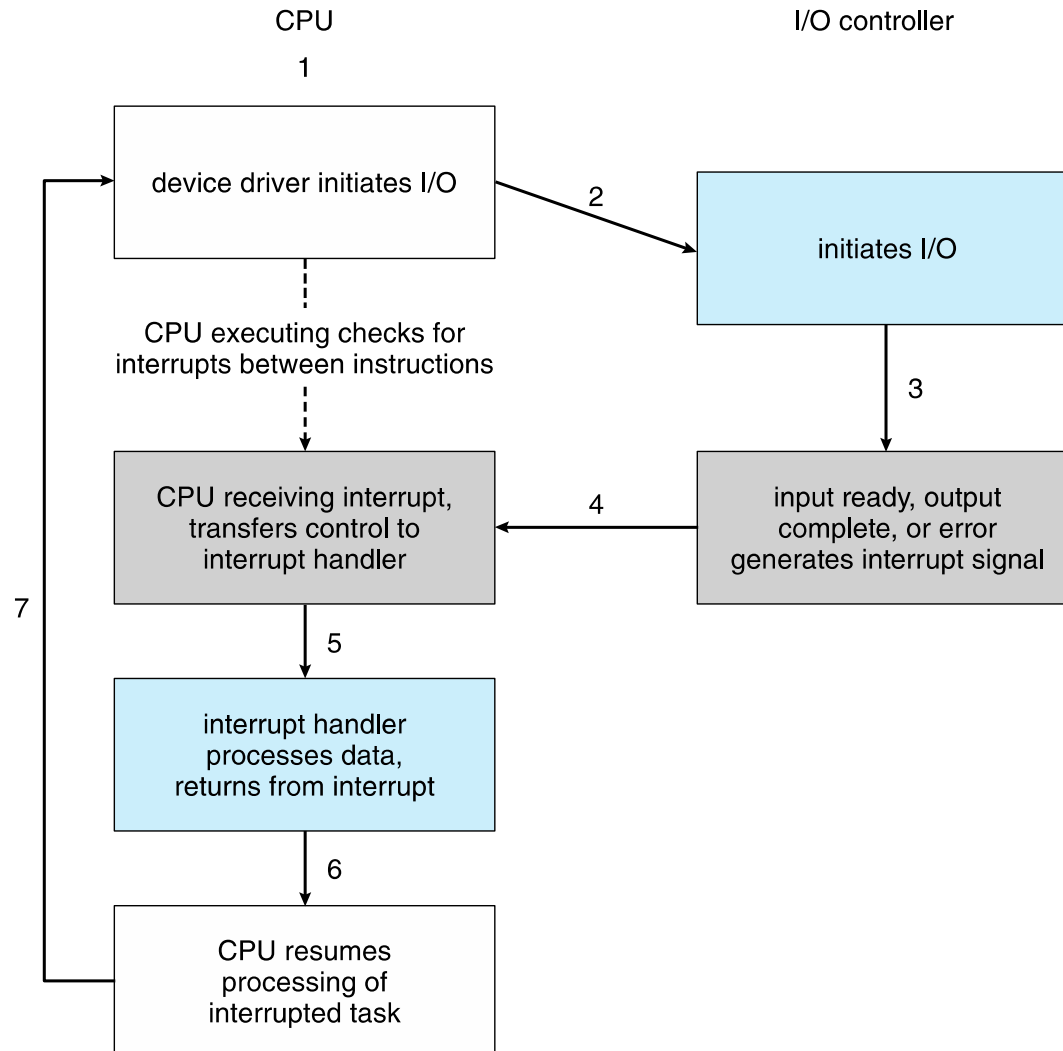 CPU
I/O controller
1
device driver initiates I/O
2
initiates I/O
CPU executing checks for
interrupts between instructions
3
CPU receiving interrupt,
transfers control to
interrupt handler
4
input ready, output
complete, or error
generates interrupt signal
7
5
interrupt handler
processes data,
returns from interrupt
6
CPU resumes
processing of
interrupted task